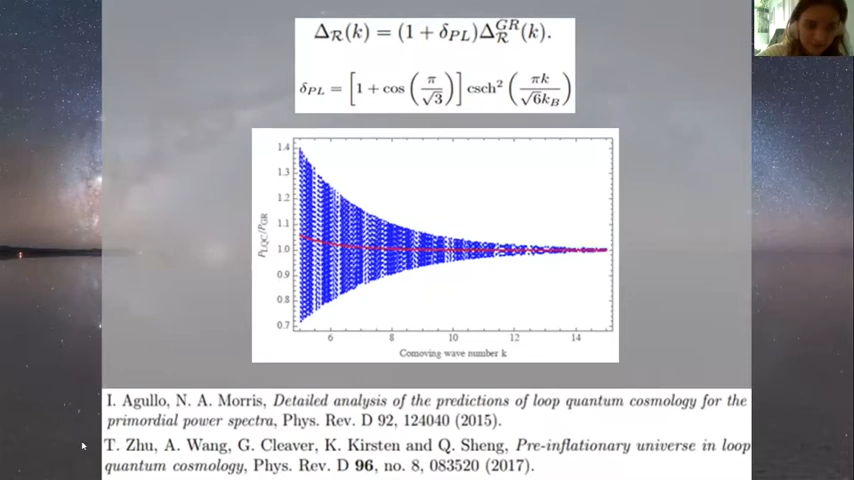 Δ_R(k) = (1 + δ_PL)Δ_R^GR(k).
δ_PL = [1 + cos (π/√3)] csch² (πk/√6k_B)
P_LQC/P_GR
1.4
1.3
1.2
1.1
1.0
0.9
0.8
0.7
6 8 10 12 14
Comoving wave number k
I. Agullo, N. A. Morris, Detailed analysis of the predictions of loop quantum cosmology for the
primordial power spectra, Phys. Rev. D 92, 124040 (2015).
T. Zhu, A. Wang, G. Cleaver, K. Kirsten and Q. Sheng, Pre-inflationary universe in loop
quantum cosmology, Phys. Rev. D 96, no. 8, 083520 (2017).